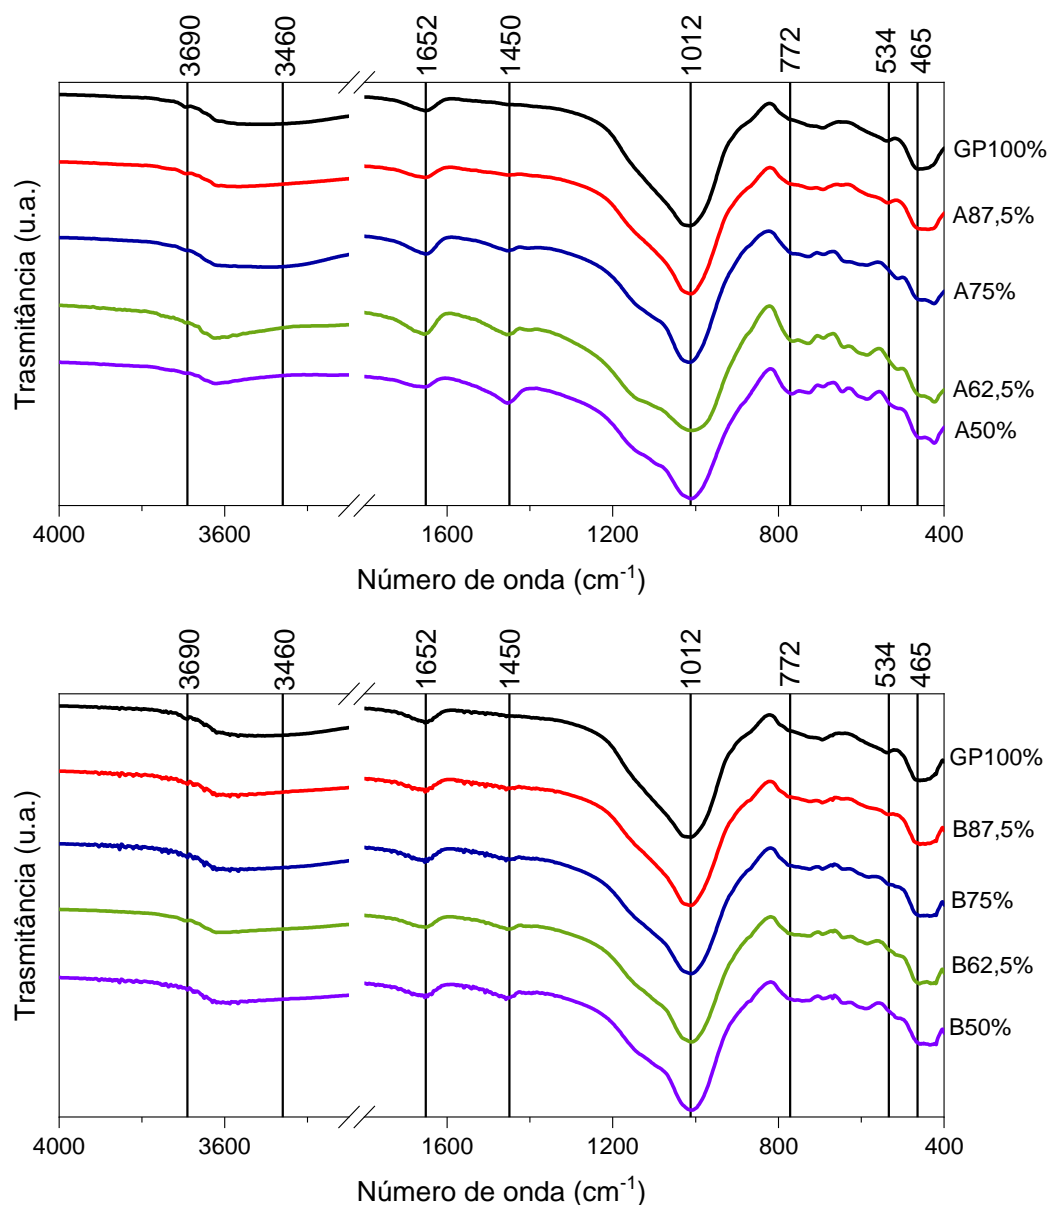 3690 3460 1652 1450 1012 772 534 465
GP100%
A87,5%
A75%
A62,5%
A50%
Trasmitância (u.a.)
4000 3600 1600 1200 800 400
Número de onda (cm-1)
3690 3460 1652 1450 1012 772 534 465
GP100%
B87,5%
B75%
B62,5%
B50%
Trasmitância (u.a.)
4000 3600 1600 1200 800 400
Número de onda (cm-1)